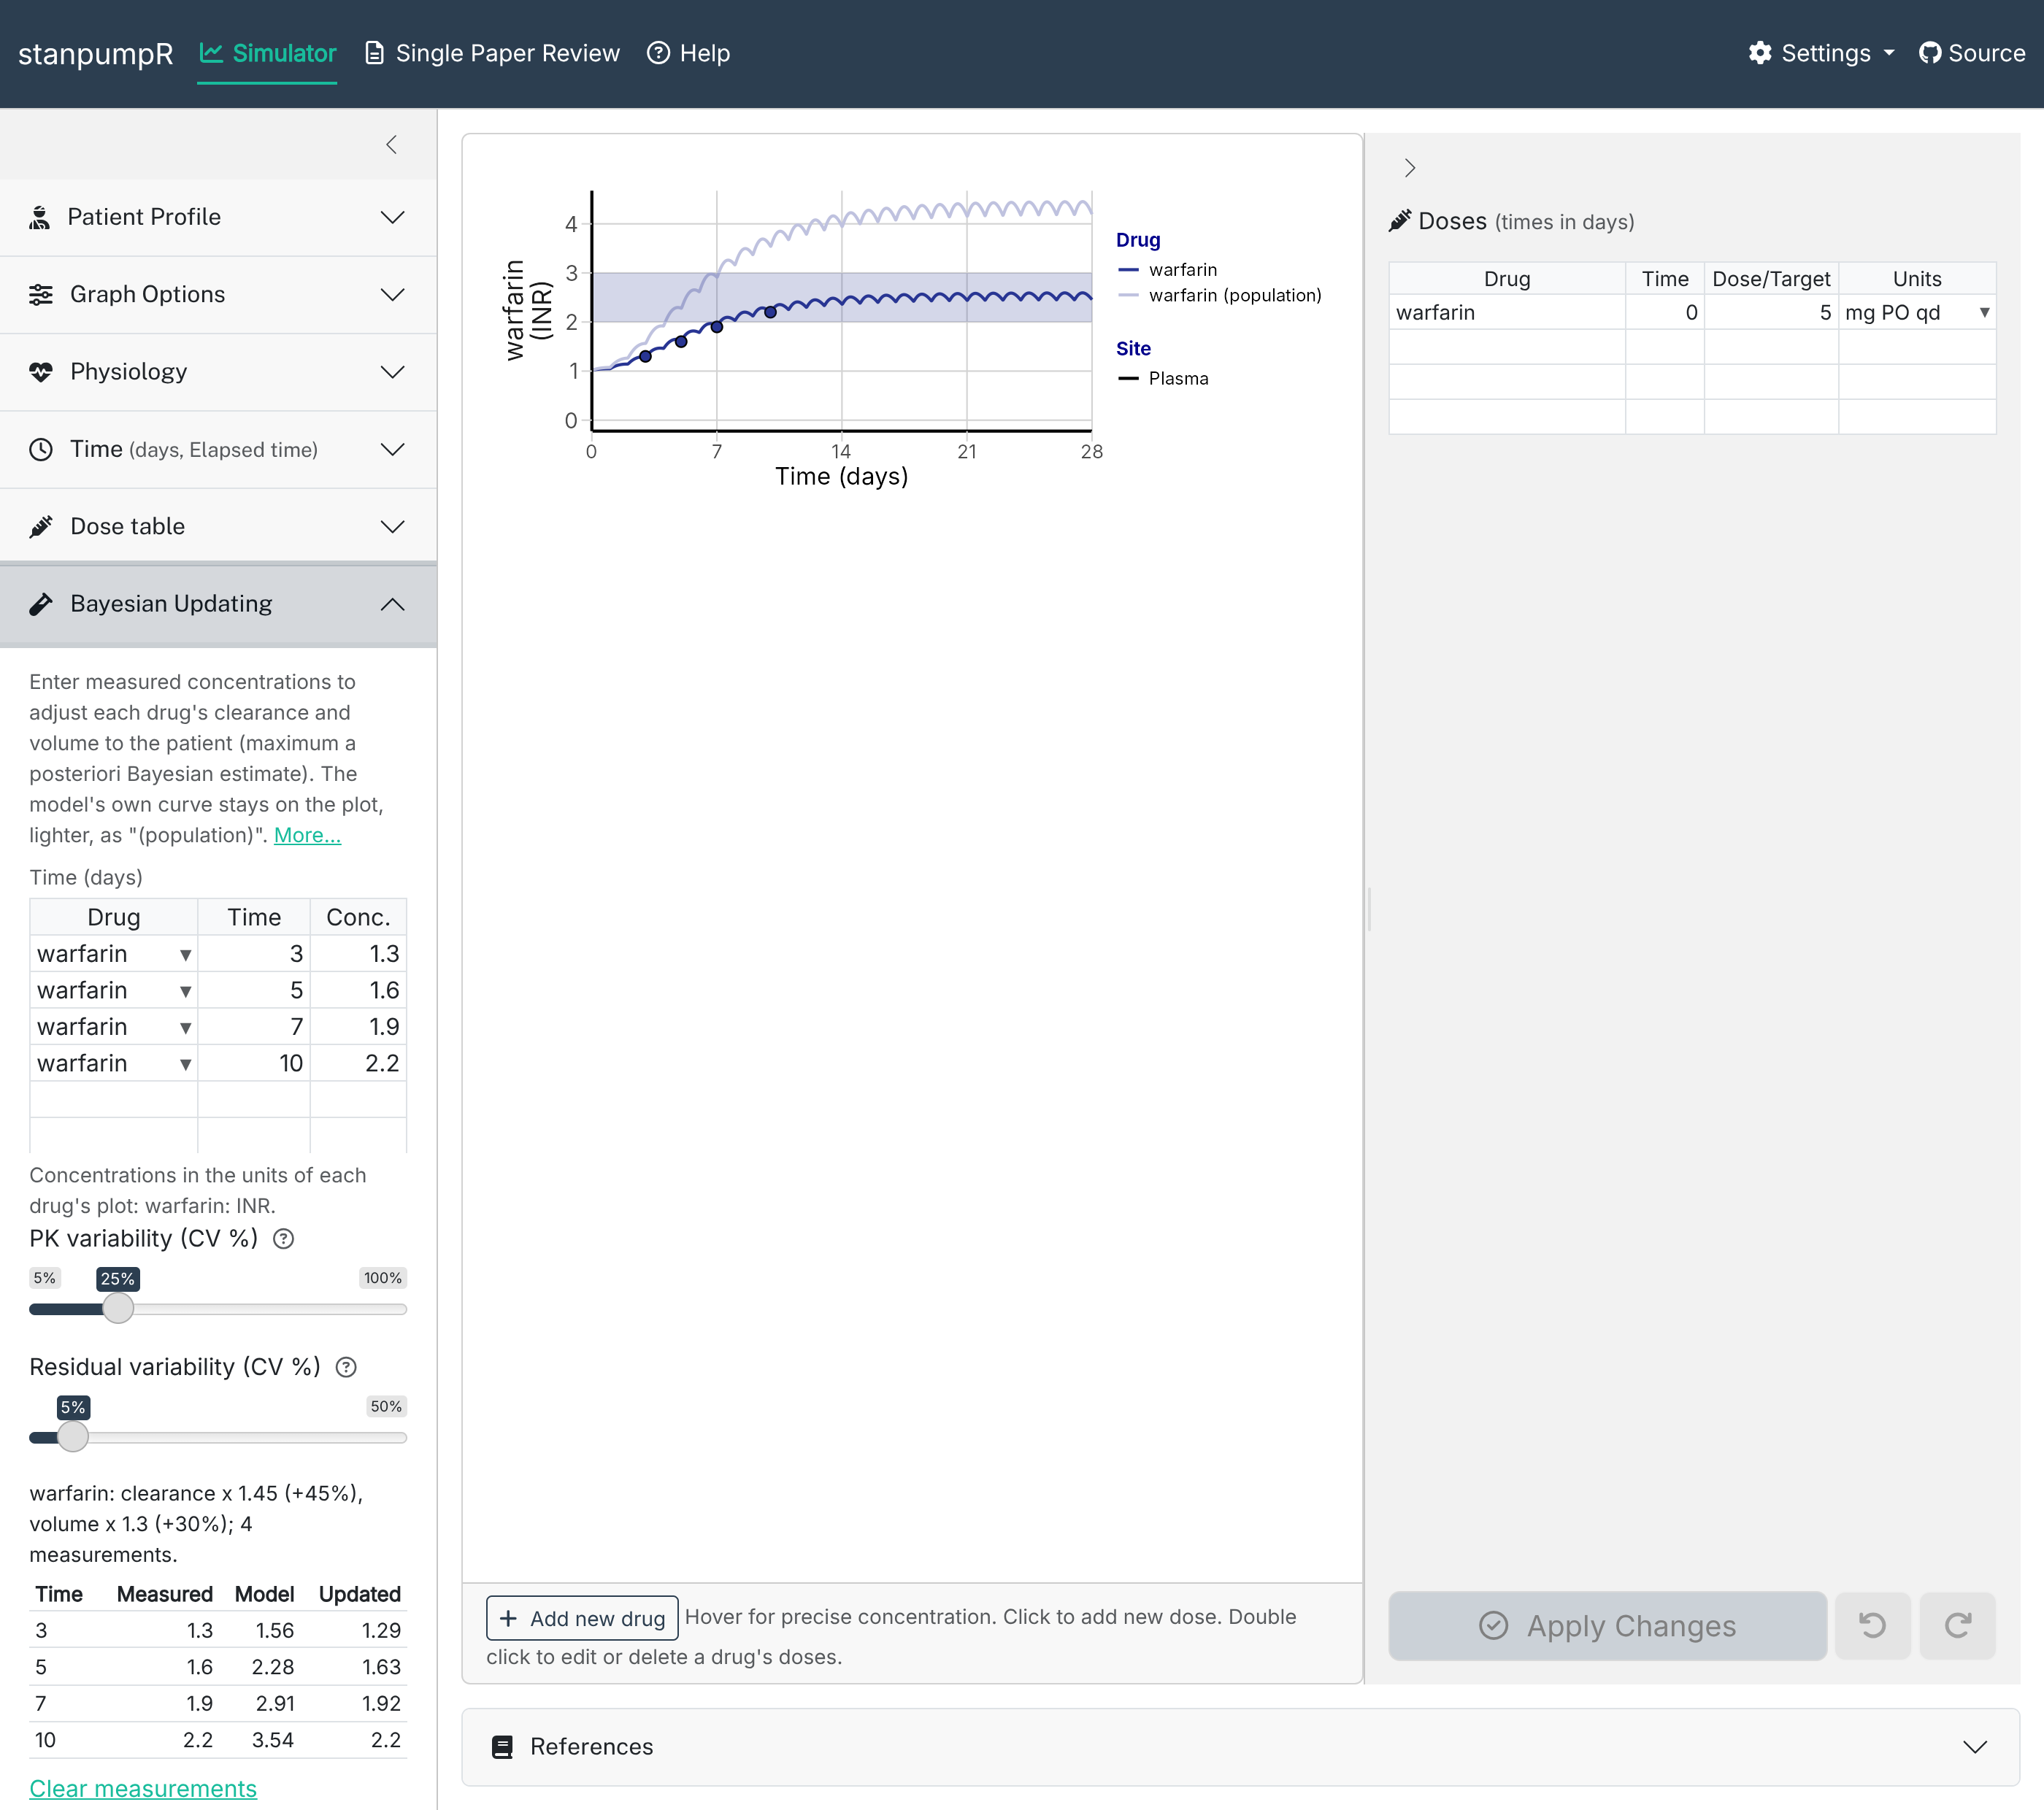 stanpumpR Simulator Single Paper Review Help Settings Source
Patient Profile
Graph Options
Physiology
Time (days, Elapsed time)
Dose table
Bayesian Updating
Enter measured concentrations to
adjust each drug's clearance and
volume to the patient (maximum a
posteriori Bayesian estimate). The
model's own curve stays on the plot,
lighter, as "(population)". More...
Time (days)
Drug Time Conc.
warfarin 3 1.3
warfarin 5 1.6
warfarin 7 1.9
warfarin 10 2.2
Concentrations in the units of each
drug's plot: warfarin: INR.
PK variability (CV %)
5% 25% 100%
Residual variability (CV %)
5% 50%
warfarin: clearance x 1.45 (+45%),
volume x 1.3 (+30%); 4
measurements.
Time Measured Model Updated
3 1.3 1.56 1.29
5 1.6 2.28 1.63
7 1.9 2.91 1.92
10 2.2 3.54 2.2
Clear measurements
warfarin
(INR)
4
3
2
1
0
0 7 14 21 28
Time (days)
Drug
warfarin
warfarin (population)
Site
Plasma
+ Add new drug Hover for precise concentration. Click to add new dose. Double
click to edit or delete a drug's doses.
Doses (times in days)
Drug Time Dose/Target Units
warfarin 0 5 mg PO qd
Apply Changes
References